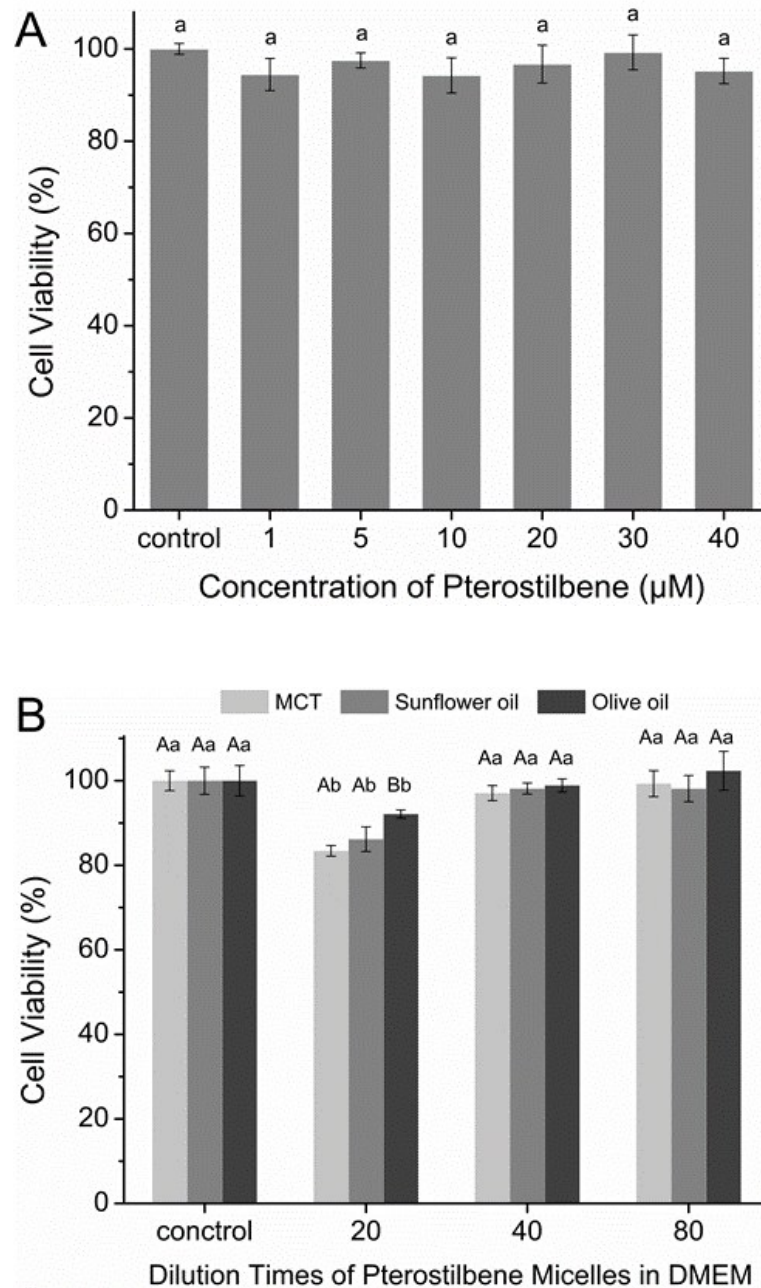 A
a a a a a a a
100
80
60
40
20
0
Cell Viability (%)
control 1 5 10 20 30 40
Concentration of Pterostilbene (μM)
B
MCT Sunflower oil Olive oil
Aa Aa Aa Ab Ab Bb Aa Aa Aa Aa Aa Aa
100
80
60
40
20
0
Cell Viability (%)
conctrol 20 40 80
Dilution Times of Pterostilbene Micelles in DMEM